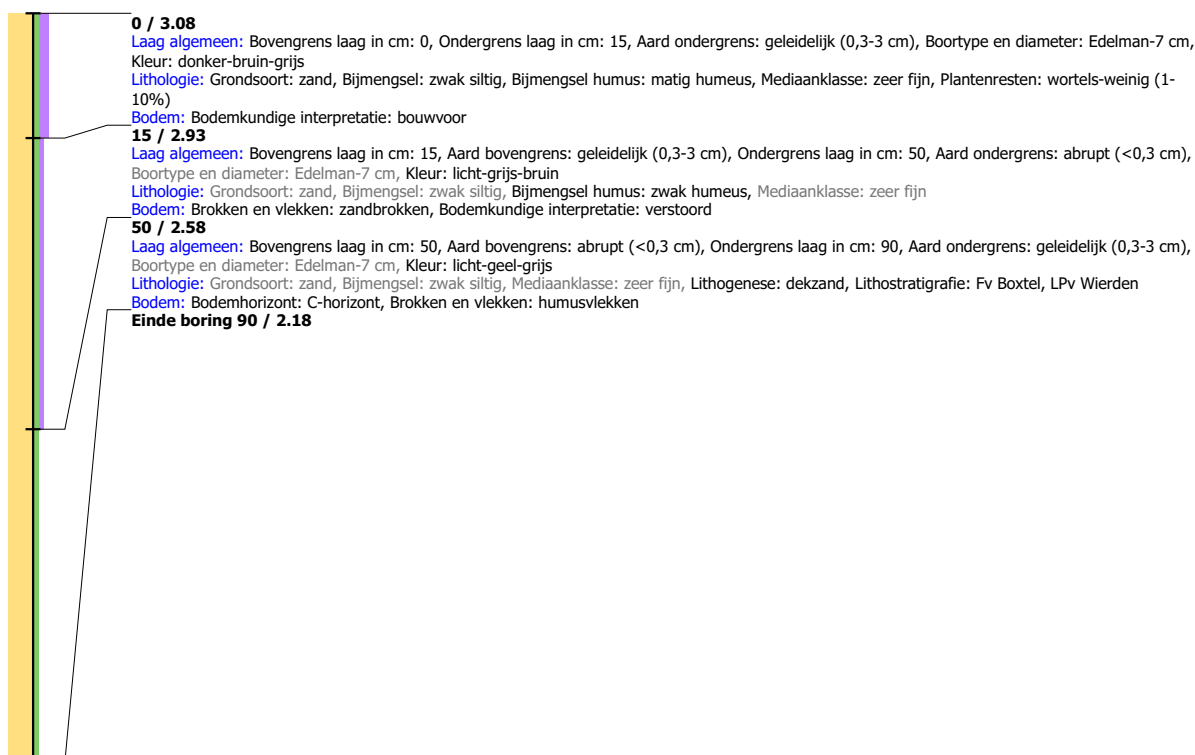 0 / 3.08
Laag algemeen: Bovengrens laag in cm: 0, Ondergrens laag in cm: 15, Aard ondergrens: geleidelijk (0,3-3 cm), Boortype en diameter: Edelman-7 cm,
Kleur: donker-bruin-grijs
Lithologie: Grondsoort: zand, Bijmengsel: zwak siltig, Bijmengsel humus: matig humeus, Mediaanklasse: zeer fijn, Plantenresten: wortels-weinig (1-
10%)
Bodem: Bodemkundige interpretatie: bouwvoor
15 / 2.93
Laag algemeen: Bovengrens laag in cm: 15, Aard bovengrens: geleidelijk (0,3-3 cm), Ondergrens laag in cm: 50, Aard ondergrens: abrupt (<0,3 cm),
Boortype en diameter: Edelman-7 cm, Kleur: licht-grijs-bruin
Lithologie: Grondsoort: zand, Bijmengsel: zwak siltig, Bijmengsel humus: zwak humeus, Mediaanklasse: zeer fijn
Bodem: Brokken en vlekken: zandbrokken, Bodemkundige interpretatie: verstoord
50 / 2.58
Laag algemeen: Bovengrens laag in cm: 50, Aard bovengrens: abrupt (<0,3 cm), Ondergrens laag in cm: 90, Aard ondergrens: geleidelijk (0,3-3 cm),
Boortype en diameter: Edelman-7 cm, Kleur: licht-geel-grijs
Lithologie: Grondsoort: zand, Bijmengsel: zwak siltig, Mediaanklasse: zeer fijn, Lithogenese: dekzand, Lithostratigrafie: Fv Boxtel, LPv Wierden
Bodem: Bodemhorizont: C-horizont, Brokken en vlekken: humusvlekken
Einde boring 90 / 2.18